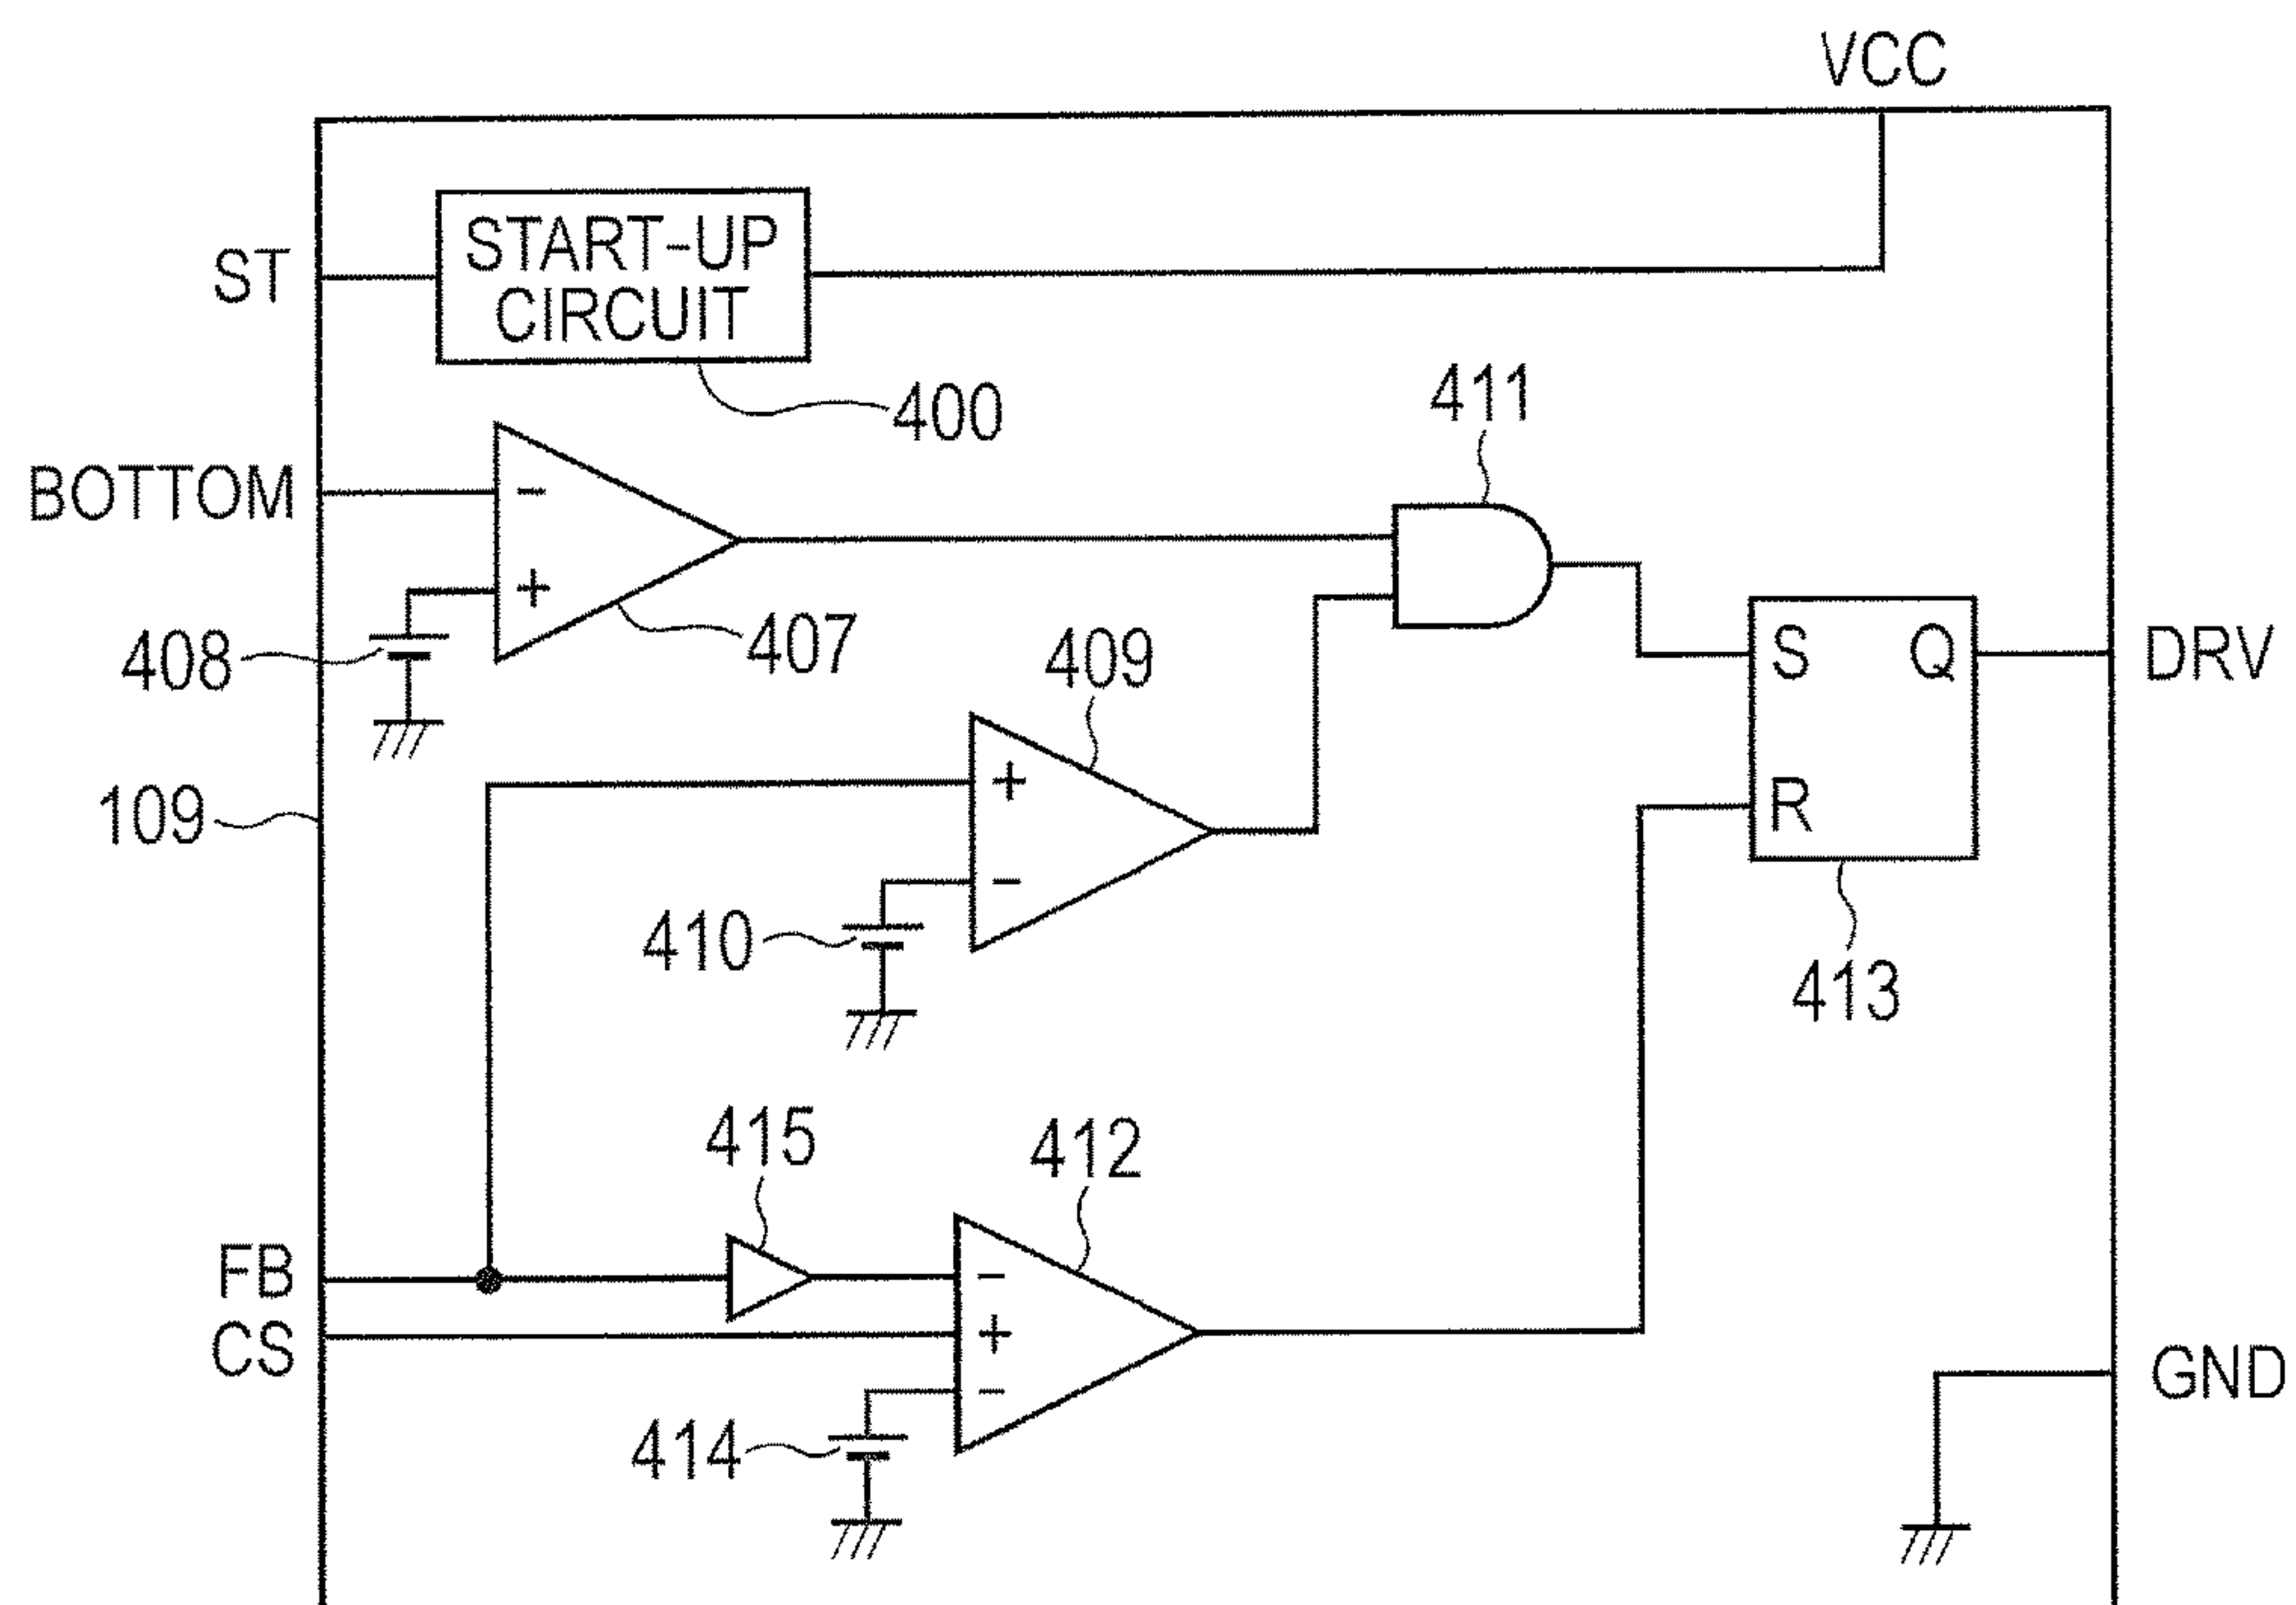 VCC
ST
START-UP
CIRCUIT
400
411
BOTTOM
-
+
408
407
409
S
Q
DRV
109
+
-
R
410
413
415
412
FB
CS
-
+
-
414
GND